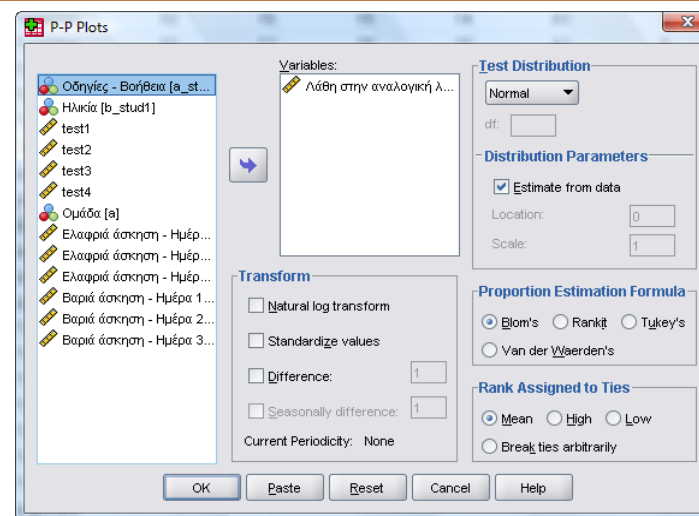 P-P Plots
Οδηγίες - Βοήθεια [a_st...
Ηλικία [b_stud1]
test1
test2
test3
test4
Ομάδα [a]
Ελαφριά άσκηση - Ημέρ...
Ελαφριά άσκηση - Ημέρ...
Ελαφριά άσκηση - Ημέρ...
Βαριά άσκηση - Ημέρα 1...
Βαριά άσκηση - Ημέρα 2...
Βαριά άσκηση - Ημέρα 3...
Variables:
Λάθη στην αναλογική λ...
Transform
Natural log transform
Standardize values
Difference: 1
Seasonally difference: 1
Current Periodicity: None
Test Distribution
Normal
df:
Distribution Parameters
Estimate from data
Location: 0
Scale: 1
Proportion Estimation Formula
Blom's Rankit Tukey's
Van der Waerden's
Rank Assigned to Ties
Mean High Low
Break ties arbitrarily
OK Paste Reset Cancel Help